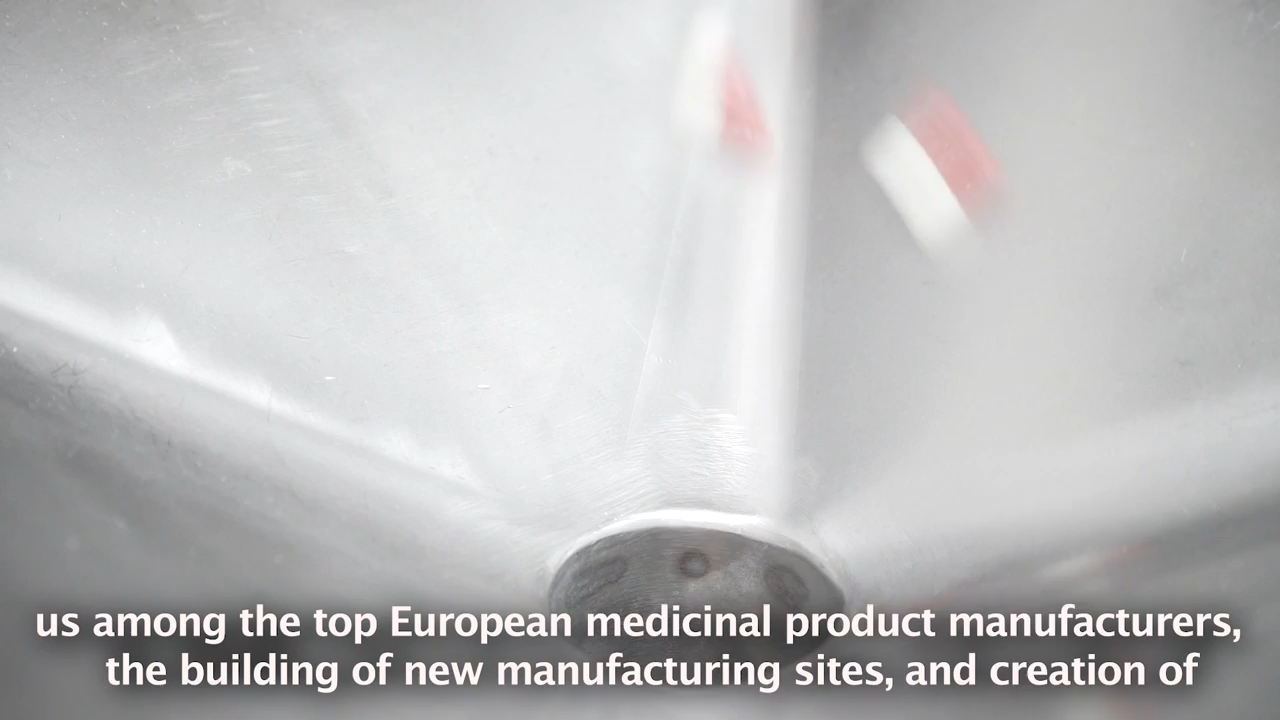 us among the top European medicinal product manufacturers,
the building of new manufacturing sites, and creation of